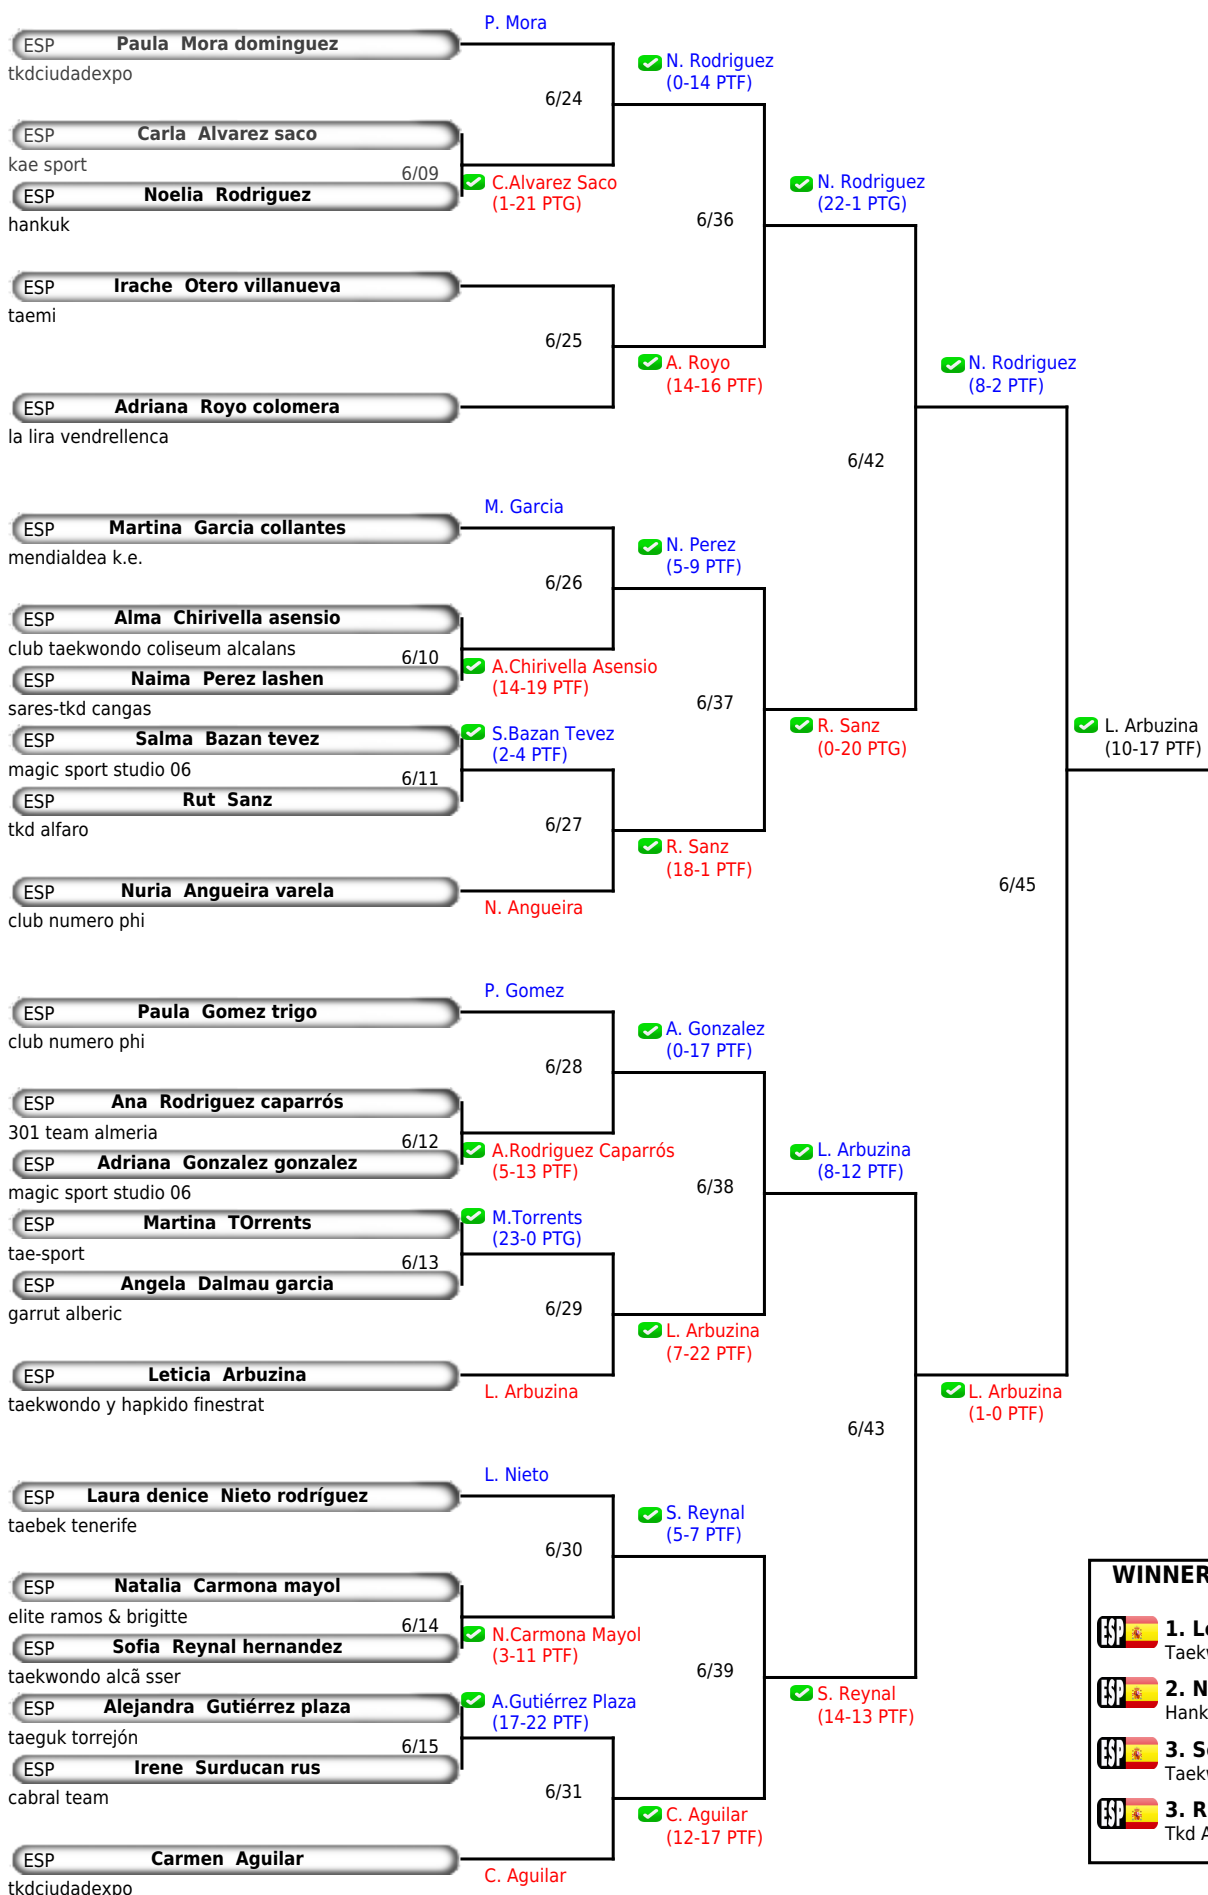 P. Mora
ESP Paula Mora dominguez
tkdciudadexpo
N. Rodriguez
(0-14 PTF)
6/24
ESP Carla Alvarez saco
kae sport
6/09
C.Alvarez Saco
(1-21 PTG)
ESP Noelia Rodriguez
hankuk
N. Rodriguez
(22-1 PTG)
6/36
ESP Irache Otero villanueva
taemi
6/25
A. Royo
(14-16 PTF)
ESP Adriana Royo colomera
la lira vendrellenca
N. Rodriguez
(8-2 PTF)
6/42
M. Garcia
ESP Martina Garcia collantes
mendialdea k.e.
N. Perez
(5-9 PTF)
6/26
ESP Alma Chirivella asensio
club taekwondo coliseum alcalans
6/10
A.Chirivella Asensio
(14-19 PTF)
ESP Naima Perez lashen
sares-tkd cangas
6/37
R. Sanz
(0-20 PTG)
ESP Salma Bazan tevez
magic sport studio 06
S.Bazan Tevez
(2-4 PTF)
6/11
ESP Rut Sanz
tkd alfaro
6/27
R. Sanz
(18-1 PTF)
ESP Nuria Angueira varela
club numero phi
N. Angueira
L. Arbuzina
(10-17 PTF)
6/45
P. Gomez
ESP Paula Gomez trigo
club numero phi
A. Gonzalez
(0-17 PTF)
6/28
ESP Ana Rodriguez caparrós
301 team almeria
6/12
A.Rodriguez Caparrós
(5-13 PTF)
ESP Adriana Gonzalez gonzalez
magic sport studio 06
L. Arbuzina
(8-12 PTF)
6/38
ESP Martina TOrrents
tae-sport
M.Torrents
(23-0 PTG)
6/13
ESP Angela Dalmau garcia
garrut alberic
6/29
L. Arbuzina
(7-22 PTF)
ESP Leticia Arbuzina
taekwondo y hapkido finestrat
L. Arbuzina
L. Arbuzina
(1-0 PTF)
6/43
L. Nieto
ESP Laura denice Nieto rodríguez
taebek tenerife
S. Reynal
(5-7 PTF)
6/30
ESP Natalia Carmona mayol
elite ramos & brigitte
6/14
N.Carmona Mayol
(3-11 PTF)
ESP Sofia Reynal hernandez
taekwondo alcã sser
6/39
S. Reynal
(14-13 PTF)
ESP Alejandra Gutiérrez plaza
taeguk torrejón
A.Gutiérrez Plaza
(17-22 PTF)
6/15
ESP Irene Surducan rus
cabral team
6/31
C. Aguilar
(12-17 PTF)
ESP Carmen Aguilar
tkdciudadexpo
C. Aguilar
WINNER
ESP 1. Le
Taekw
ESP 2. N
Hank
ESP 3. So
Taekw
ESP 3. R
Tkd A